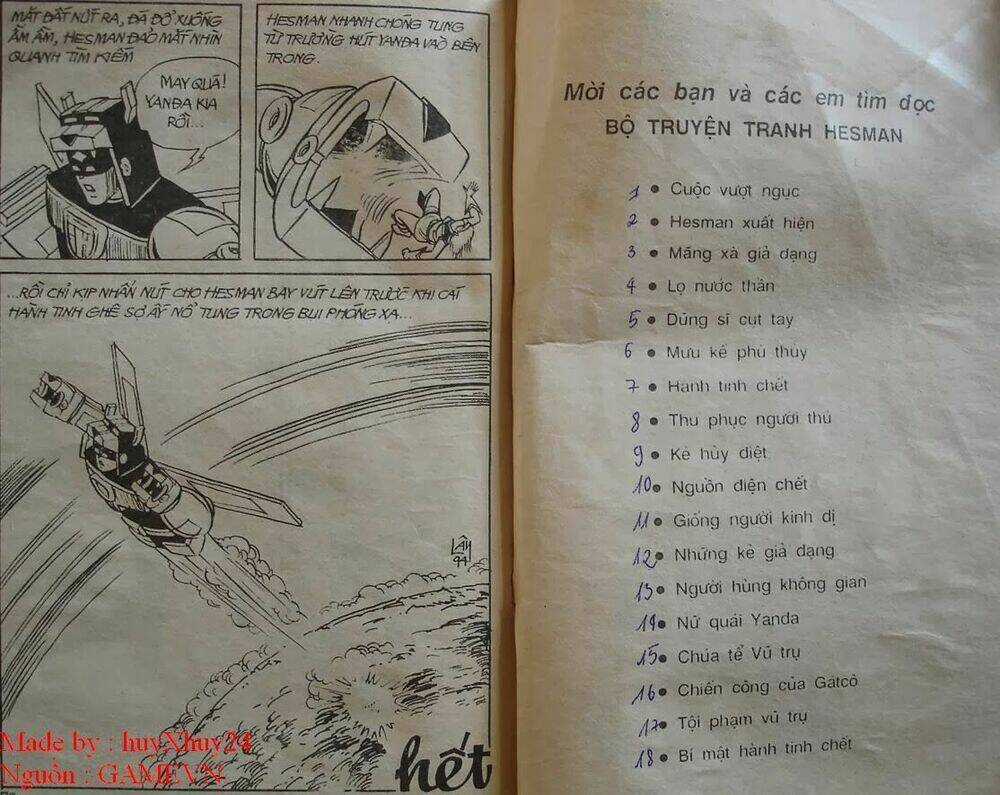 MẶT ĐẤT NỨT RA, ĐÁ ĐỔ XUỐNG
ẦM ẦM, HESMAN ĐẢO MẮT NHÌN
QUANH TÌM KIẾM
MAY QUÁ!
YANDA KIA
RỒI...
HESMAN NHANH CHÓNG TUNG
TỪ TRƯỜNG HÚT YANDA VÀO BÊN
TRONG.
...RỒI CHỈ KỊP NHẤN NÚT CHO HESMAN BAY VÚT LÊN TRƯỚC KHI CÁI
HÀNH TINH GHÊ SỢ ẤY NỔ TUNG TRONG BỤI PHÓNG XẠ...
LÂN
94
hết
Made by : huyXhuy24
Nguồn : GAMEVN
Mời các bạn và các em tìm đọc
BỘ TRUYỆN TRANH HESMAN
1 • Cuộc vượt ngục
2 • Hesman xuất hiện
3 • Mãng xà giả dạng
4 • Lọ nước thần
5 • Dũng sĩ cụt tay
6 • Mưu kế phù thủy
7 • Hành tinh chết
8 • Thu phục người thú
9 • Kẻ hủy diệt
10 • Nguồn điện chết
11 • Giống người kinh dị
12 • Những kẻ giả dạng
13 • Người hùng không gian
14 • Nữ quái Yanda
15 • Chúa tể Vũ trụ
16 • Chiến công của Gatcô
17 • Tội phạm vũ trụ
18 • Bí mật hành tinh chết